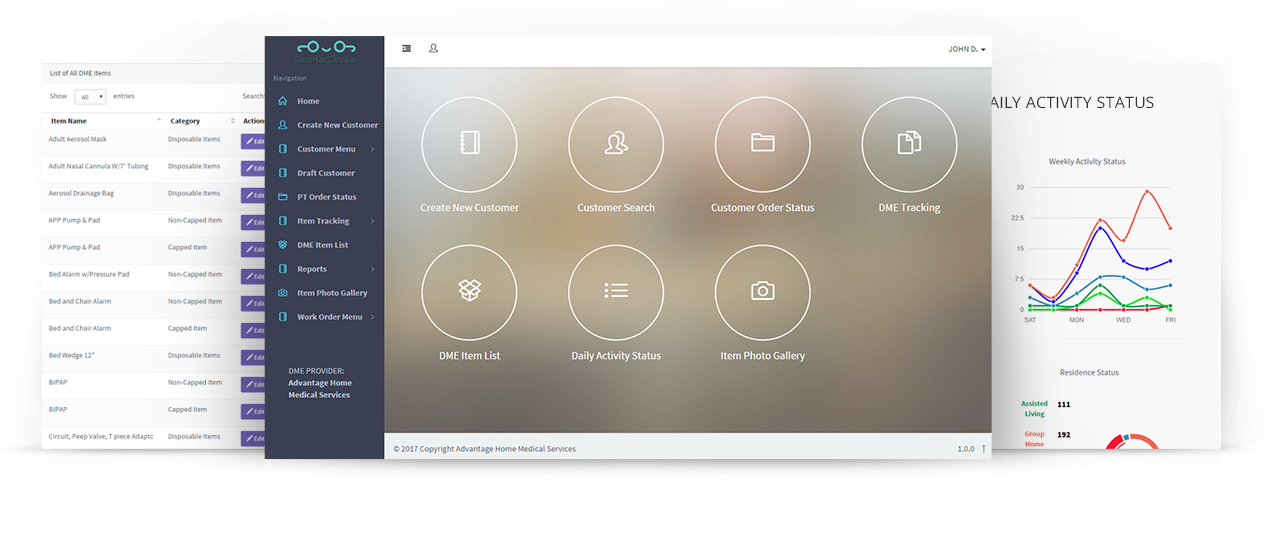 List of All DME Items
Show All entries Search:
Item Name Category Action
Adult Aerosol Mask Disposable Items Edit
Adult Nasal Cannula W/7' Tubing Disposable Items Edit
Aerosol Drainage Bag Disposable Items Edit
APP Pump & Pad Non-Capped Item Edit
APP Pump & Pad Capped Item Edit
Bed Alarm w/Pressure Pad Non-Capped Item Edit
Bed and Chair Alarm Non-Capped Item Edit
Bed and Chair Alarm Capped Item Edit
Bed Wedge 12" Disposable Items Edit
BIPAP Non-Capped Item Edit
BIPAP Capped Item Edit
Circuit, Peep Valve, T piece Adapto Disposable Items Edit
SmarterChoice
Navigation
Home
Create New Customer
Customer Menu
Draft Customer
PT Order Status
Item Tracking
DME Item List
Reports
Item Photo Gallery
Work Order Menu
DME PROVIDER:
Advantage Home
Medical Services
JOHN D.
Create New Customer
Customer Search
Customer Order Status
DME Tracking
DME Item List
Daily Activity Status
Item Photo Gallery
© 2017 Copyright Advantage Home Medical Services
1.0.0
AILY ACTIVITY STATUS
Weekly Activity Status
30
22.5
15
7.5
0
SAT MON WED FRI
Residence Status
Assisted
Living
111
Group
Home
192